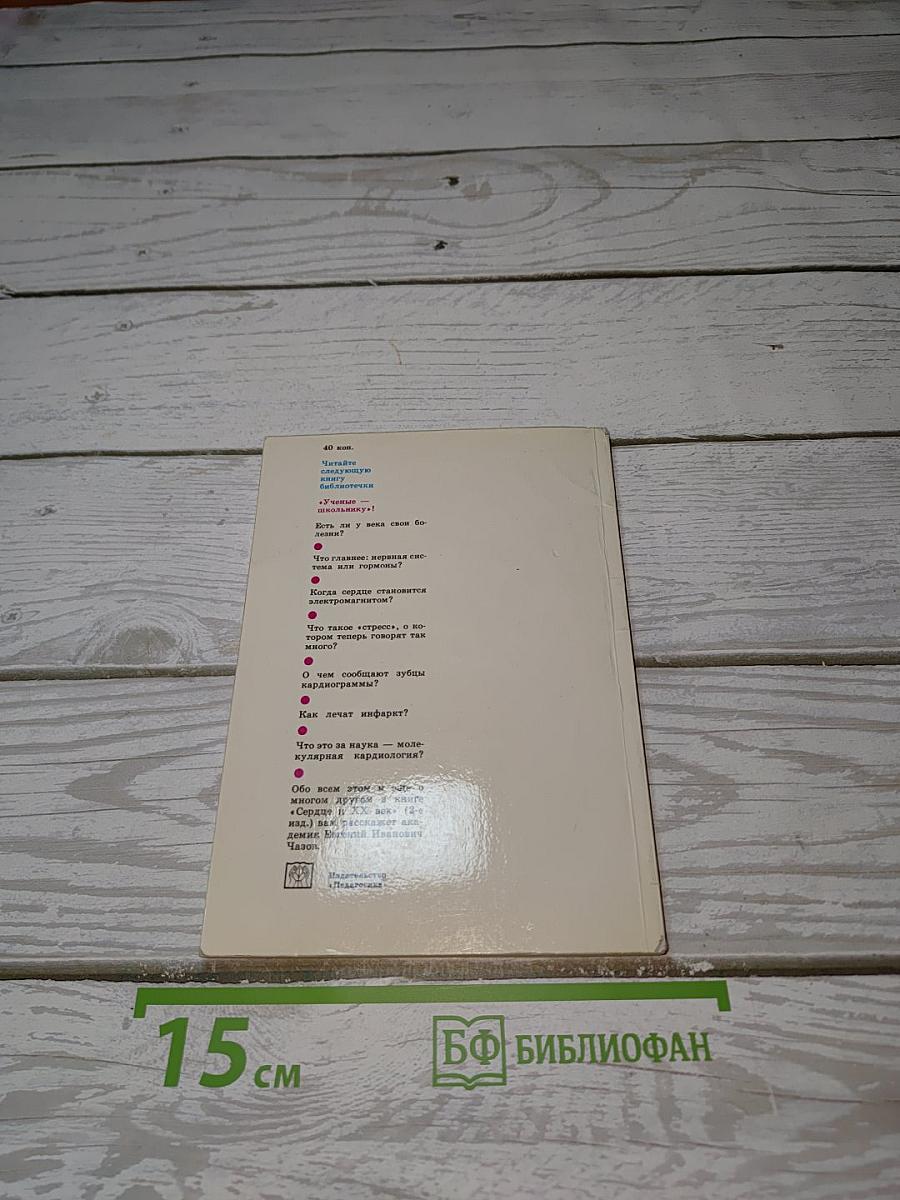 40 коп.
Читайте
следующую
книгу
библиотечки
«Ученые —
школьнику»!
Есть ли у века свои бо-
лезни?
Что главнее: нервная сис-
тема или гормоны?
Когда сердце становится
электромагнитом?
Что такое «стресс», о ко-
тором теперь говорят так
много?
О чем сообщают зубцы
кардиограммы?
Как лечат инфаркт?
Что это за наука — моле-
кулярная кардиология?
Обо всем этом и еще о
многом другом в книге
«Сердце и XX век» (2-е
изд.) вам расскажет ака-
демик Евгений Иванович
Чазов.
Издательство
«Педагогика»
15 см
БФ БИБЛИОФАН